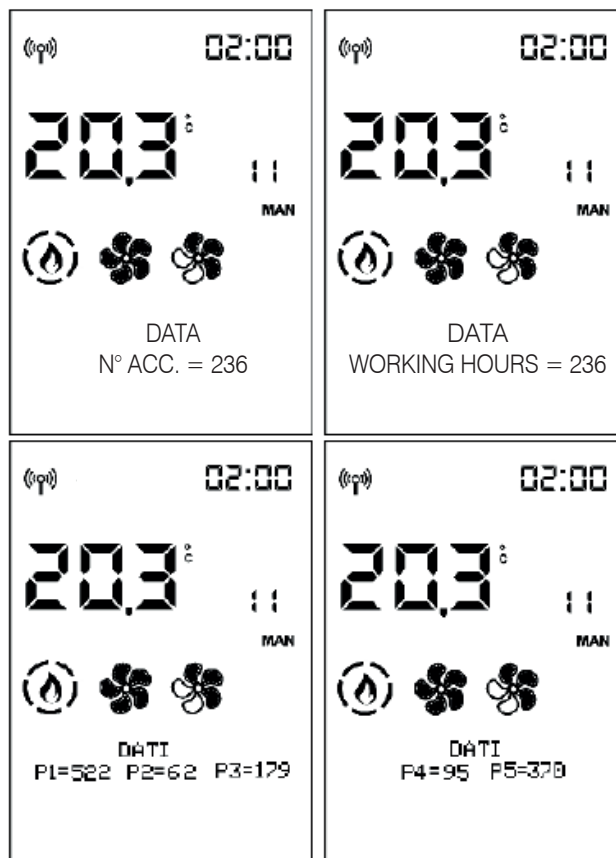 02:00
20.3 °C
11
MAN
DATA
N° ACC. = 236
02:00
20.3 °C
11
MAN
DATA
WORKING HOURS = 236
02:00
20.3 °C
11
MAN
DATI
P1=522 P2=62 P3=179
02:00
20.3 °C
11
MAN
DATI
P4=95 P5=370